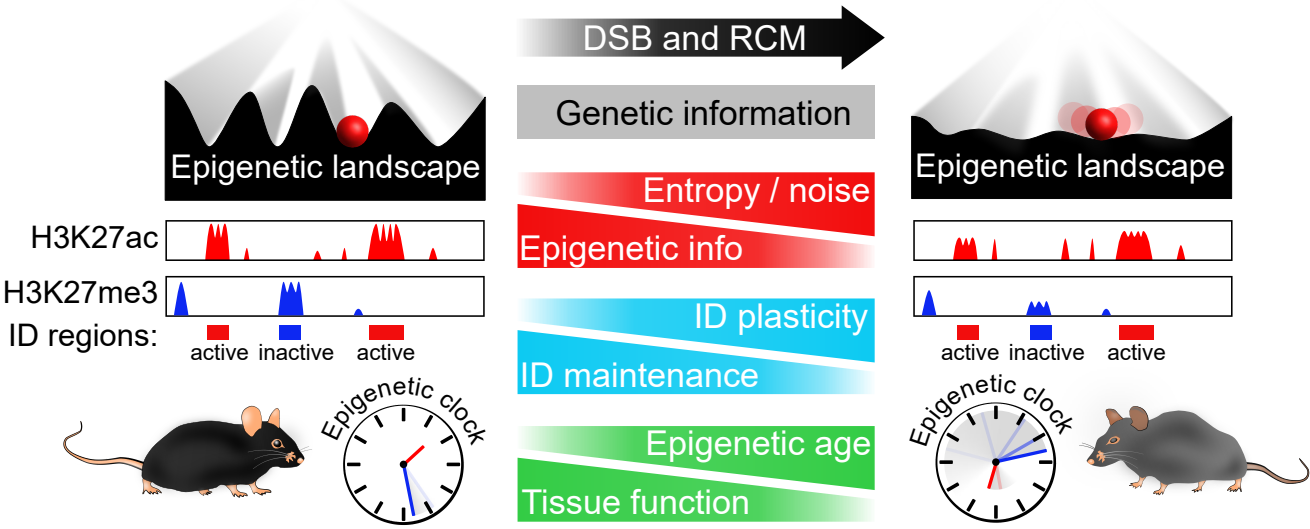 DSB and RCM
Genetic information
Epigenetic landscape
Epigenetic landscape
Entropy / noise
Epigenetic info
H3K27ac
H3K27me3
ID regions:
active inactive active
ID plasticity
ID maintenance
active inactive active
Epigenetic clock
Epigenetic age
Tissue function
Epigenetic clock